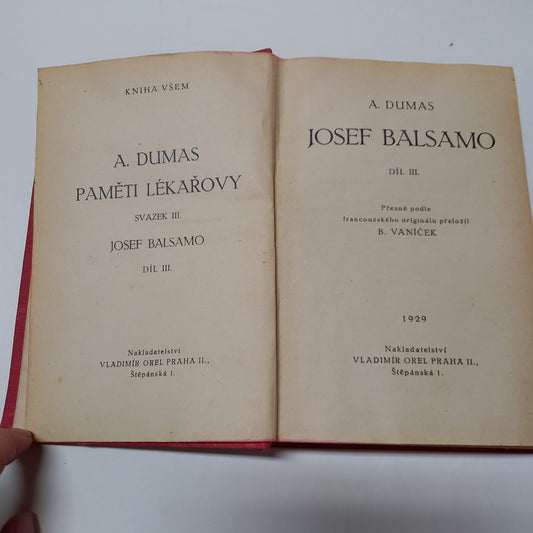 KNIHA VŠEM
A. DUMAS
PAMĚTI LÉKAŘOVY
SVAZEK III.
JOSEF BALSAMO
DÍL III.
Nakladatelství
VLADIMÍR OREL PRAHA II.,
Štěpánská 1.
A. DUMAS
JOSEF BALSAMO
DÍL III.
Přesně podle
francouzského originálu přeložil
B. VANÍČEK
1929
Nakladatelství
VLADIMÍR OREL PRAHA II.,
Štěpánská 1.